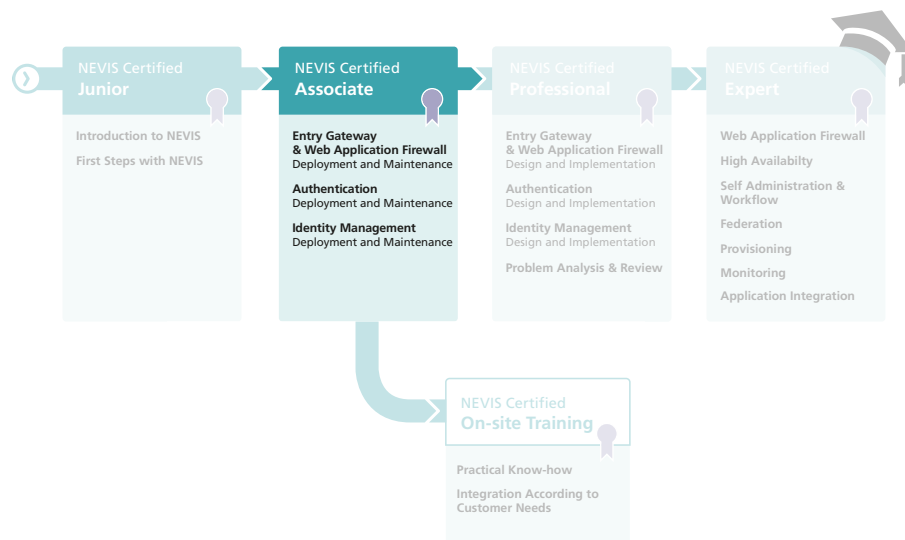 NEVIS Certified
Junior
Introduction to NEVIS
First Steps with NEVIS
NEVIS Certified
Associate
Entry Gateway
& Web Application Firewall
Deployment and Maintenance
Authentication
Deployment and Maintenance
Identity Management
Deployment and Maintenance
NEVIS Certified
Professional
Entry Gateway
& Web Application Firewall
Design and Implementation
Authentication
Design and Implementation
Identity Management
Design and Implementation
Problem Analysis & Review
NEVIS Certified
Expert
Web Application Firewall
High Availabilty
Self Administration &
Workflow
Federation
Provisioning
Monitoring
Application Integration
NEVIS Certified
On-site Training
Practical Know-how
Integration According to
Customer Needs